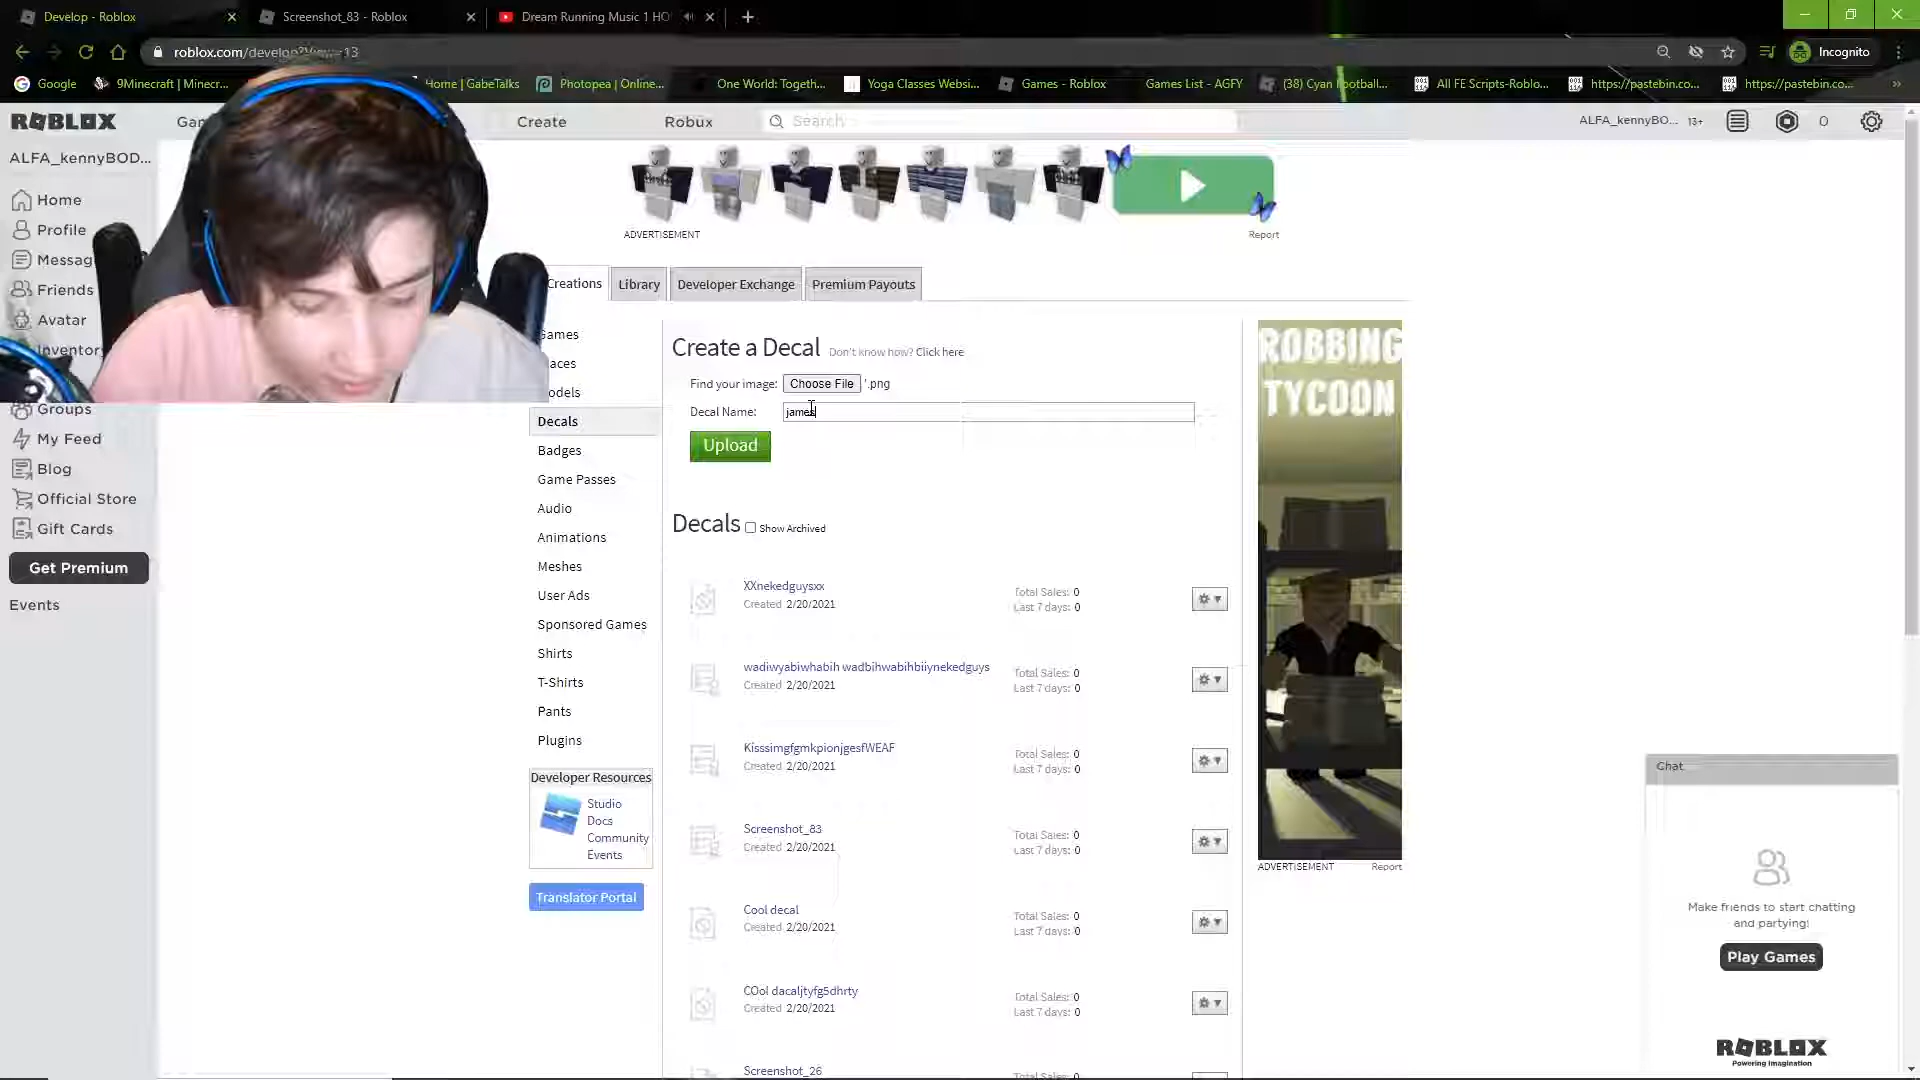 Develop - Roblox
Screenshot_83 - Roblox
Dream Running Music 1 HO
Incognito
Google
9Minecraft | Minecr...
Home | GabeTalks
Photopea | Online...
One World: Togeth...
Yoga Classes Websi...
Games - Roblox
Games List - AGFY
(38) Cyan Football...
All FE Scripts-Roblo...
https://pastebin.co...
https://pastebin.co...
ROBLOX
Create
Robux
Search
ALFA_kennyBO...
13+
0
ALFA_kennyBOD...
Home
Profile
Friends
Avatar
Groups
My Feed
Blog
Official Store
Gift Cards
Get Premium
Events
ADVERTISEMENT
Report
Creations
Library
Developer Exchange
Premium Payouts
Games
Decals
Badges
Game Passes
Audio
Animations
Meshes
User Ads
Sponsored Games
Shirts
T-Shirts
Pants
Plugins
Developer Resources
Studio
Docs
Community
Events
Translator Portal
Create a Decal
Don't know how? Click here
Find your image: Choose File '.png
Decal Name: james
Upload
Decals
Show Archived
XXnekedguysxx
Created 2/20/2021
Total Sales: 0
Last 7 days: 0
wadiwyabiwhabih wadbihwabihbiiynekedguys
Created 2/20/2021
Total Sales: 0
Last 7 days: 0
KisssimgfgmkpionjgesfWEAF
Created 2/20/2021
Total Sales: 0
Last 7 days: 0
Screenshot_83
Created 2/20/2021
Total Sales: 0
Last 7 days: 0
Cool decal
Created 2/20/2021
Total Sales: 0
Last 7 days: 0
COol dacaljtyfg5dhrty
Created 2/20/2021
Total Sales: 0
Last 7 days: 0
Screenshot_26
ROBBING
TYCOON
ADVERTISEMENT
Report
Chat
Make friends to start chatting
and partying!
Play Games
ROBLOX
Powering Imagination